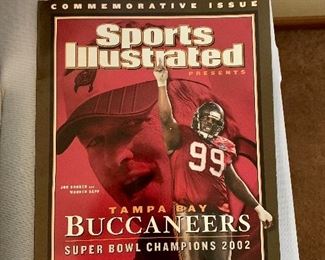 COMMEMORATIVE ISSUE
Sports
Illustrated
PRESENTS
99
JON GRUDEN AND
WARREN SAPP
TAMPA BAY
BUCCANEERS
SUPER BOWL CHAMPIONS 2002